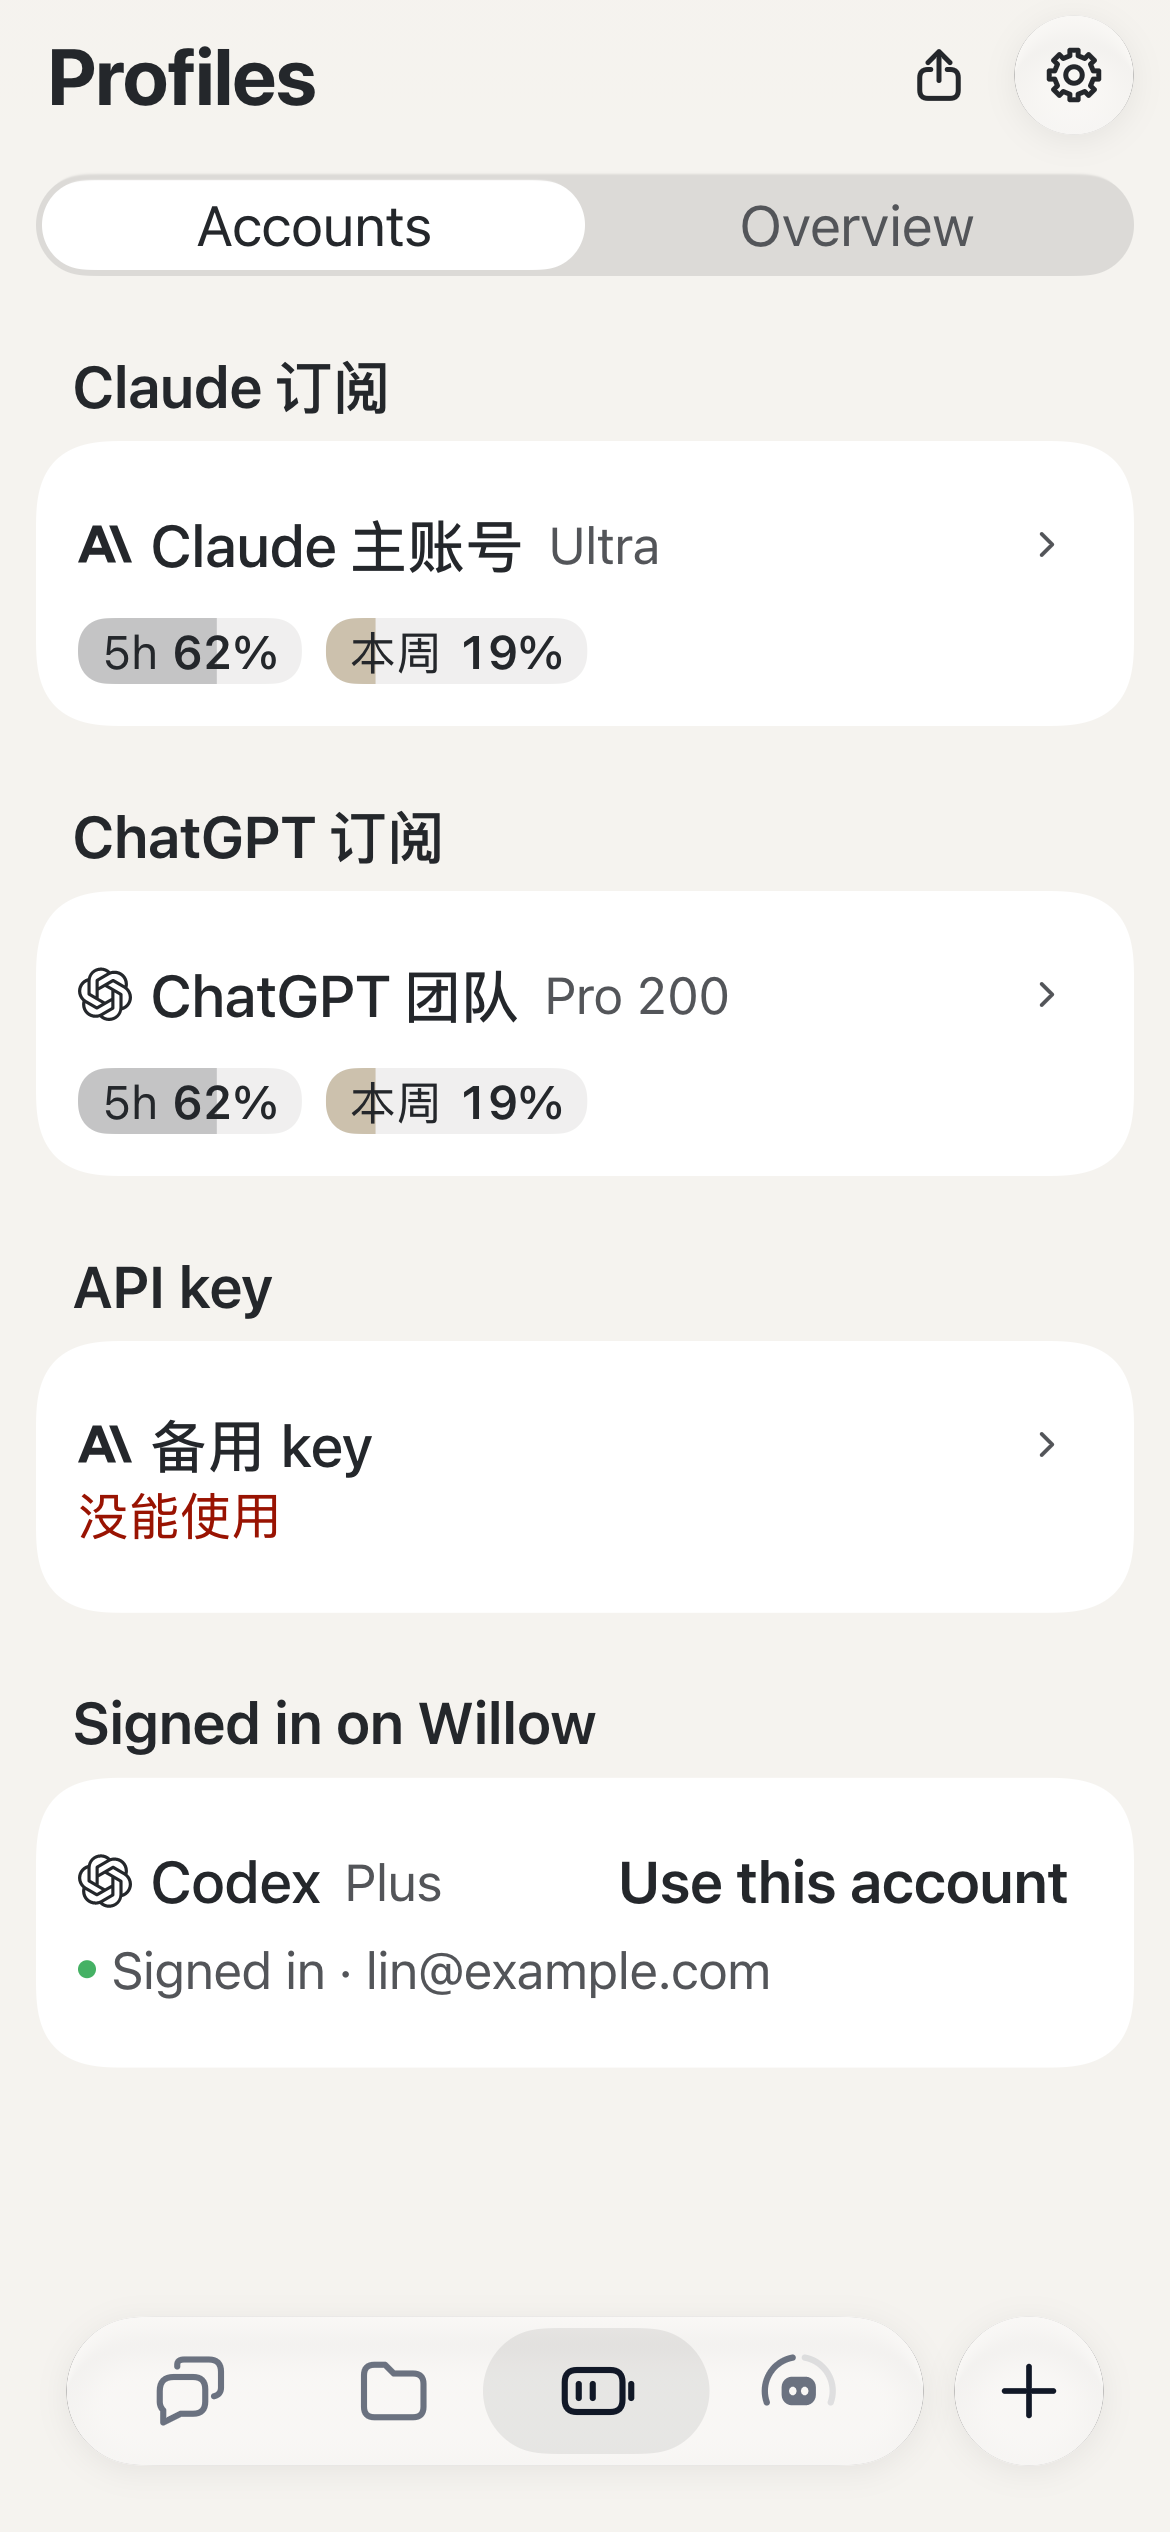 Profiles
Accounts
Overview
Claude 订阅
Claude 主账号 Ultra
5h 62% 本周 19%
ChatGPT 订阅
ChatGPT 团队 Pro 200
5h 62% 本周 19%
API key
备用 key
没能使用
Signed in on Willow
Codex Plus Use this account
Signed in · lin@example.com